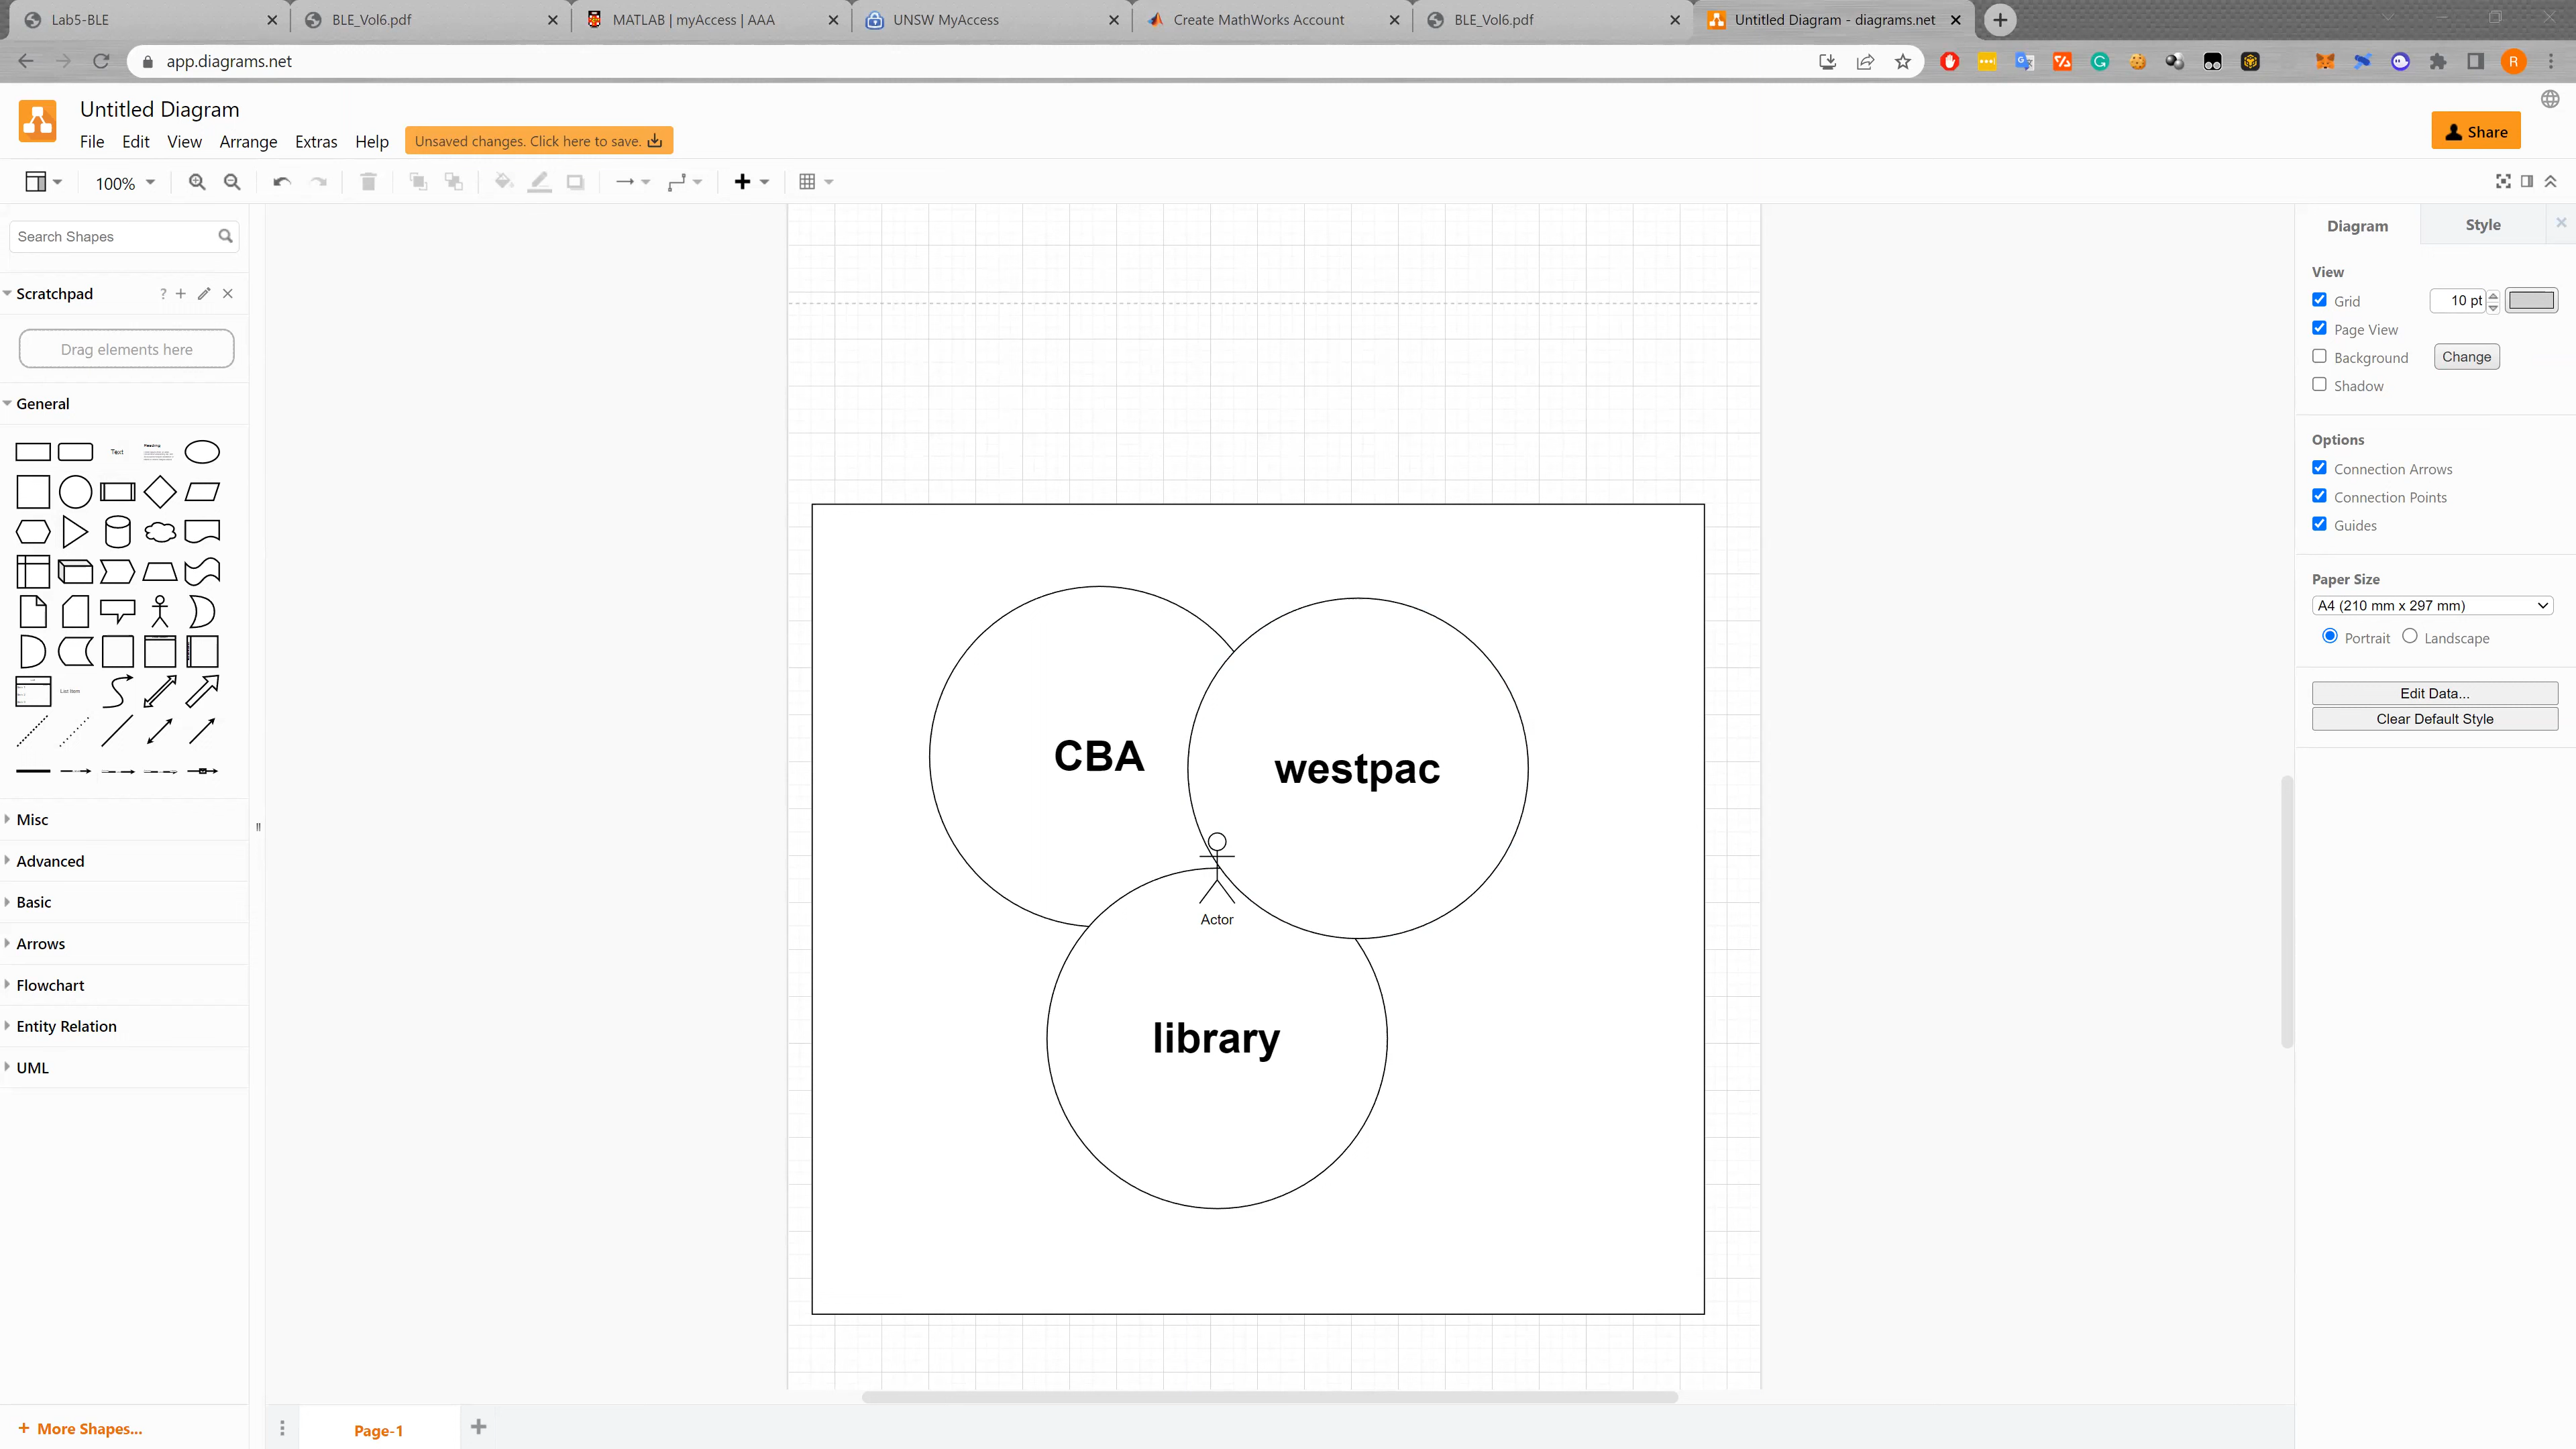 Lab5-BLE
BLE_Vol6.pdf
MATLAB | myAccess | AAA
UNSW MyAccess
Create MathWorks Account
BLE_Vol6.pdf
Untitled Diagram - diagrams.net
app.diagrams.net
R
Untitled Diagram
File Edit View Arrange Extras Help Unsaved changes. Click here to save.
Share
100%
Search Shapes
Scratchpad
?
Drag elements here
General
Text
Heading
List Item
Misc
Advanced
Basic
Arrows
Flowchart
Entity Relation
UML
+ More Shapes...
CBA
westpac
Actor
library
Page-1
Diagram
Style
View
Grid
10 pt
Page View
Background
Change
Shadow
Options
Connection Arrows
Connection Points
Guides
Paper Size
A4 (210 mm x 297 mm)
Portrait
Landscape
Edit Data...
Clear Default Style